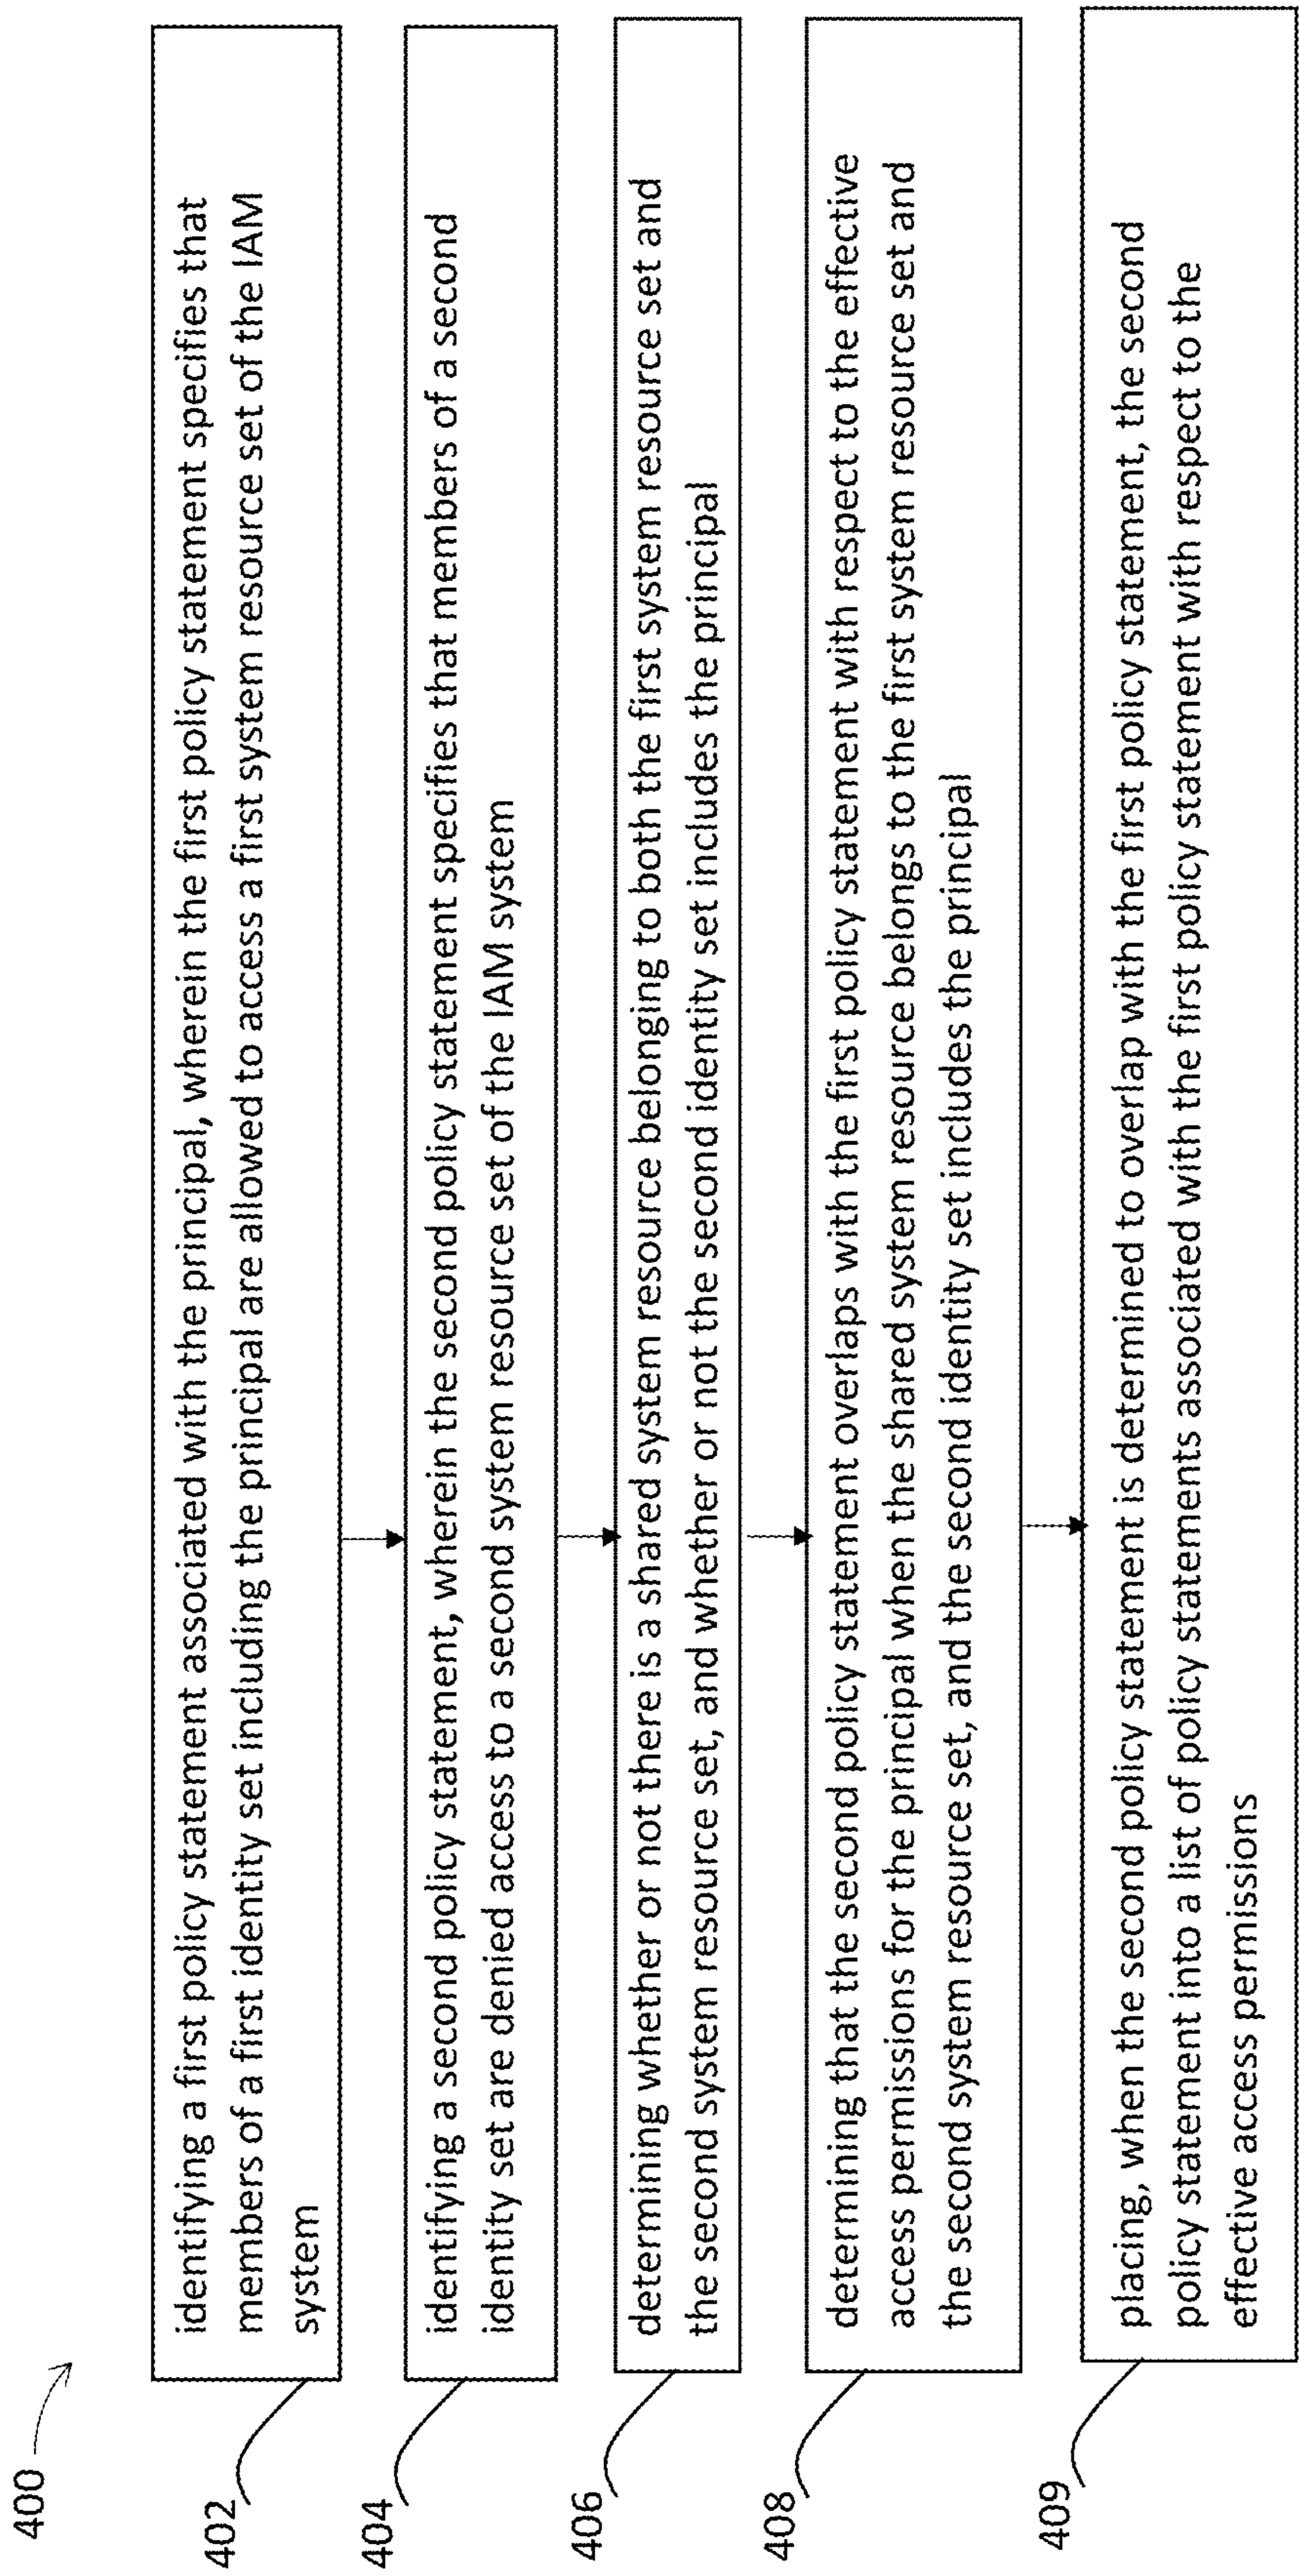 400
402
identifying a first policy statement associated with the principal, wherein the first policy statement specifies that
members of a first identity set including the principal are allowed to access a first system resource set of the IAM
system
404
identifying a second policy statement, wherein the second policy statement specifies that members of a second
identity set are denied access to a second system resource set of the IAM system
406
determining whether or not there is a shared system resource belonging to both the first system resource set and
the second system resource set, and whether or not the second identity set includes the principal
408
determining that the second policy statement overlaps with the first policy statement with respect to the effective
access permissions for the principal when the shared system resource belongs to the first system resource set and
the second system resource set, and the second identity set includes the principal
409
placing, when the second policy statement is determined to overlap with the first policy statement, the second
policy statement into a list of policy statements associated with the first policy statement with respect to the
effective access permissions